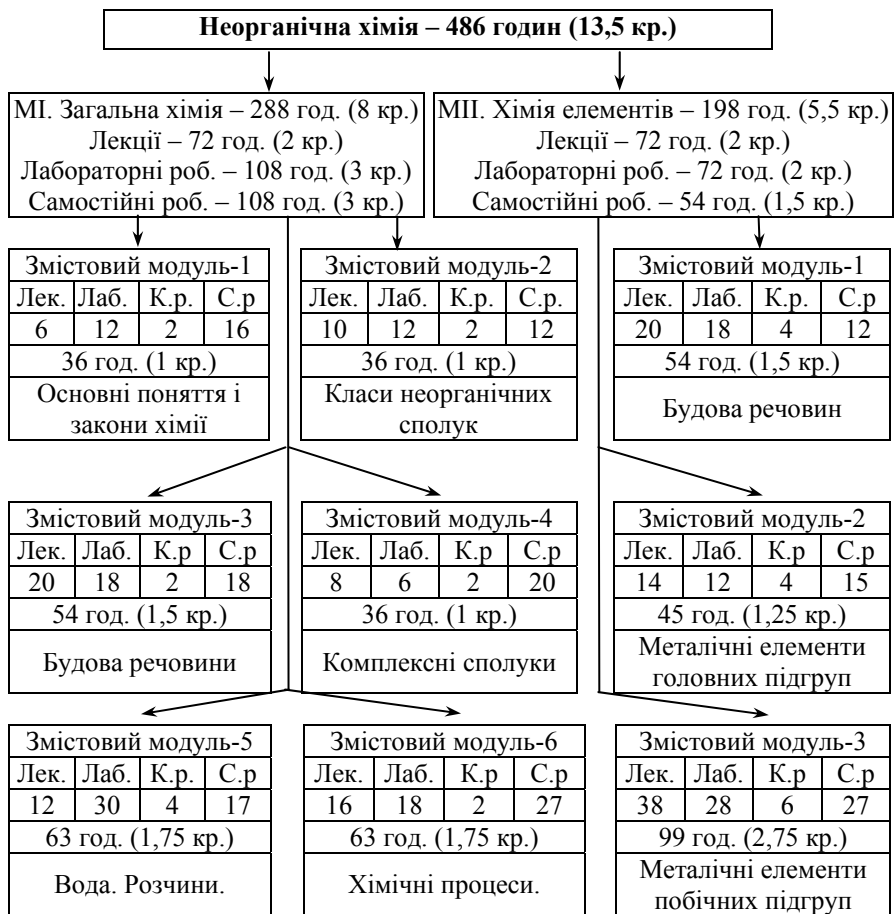 Неорганічна хімія – 486 годин (13,5 кр.)
МІ. Загальна хімія – 288 год. (8 кр.)
Лекції – 72 год. (2 кр.)
Лабораторні роб. – 108 год. (3 кр.)
Самостійні роб. – 108 год. (3 кр.)
МІІ. Хімія елементів – 198 год. (5,5 кр.)
Лекції – 72 год. (2 кр.)
Лабораторні роб. – 72 год. (2 кр.)
Самостійні роб. – 54 год. (1,5 кр.)
Змістовий модуль-1
Лек. Лаб. К.р. С.р
6 12 2 16
36 год. (1 кр.)
Основні поняття і
закони хімії
Змістовий модуль-2
Лек. Лаб. К.р. С.р.
10 12 2 12
36 год. (1 кр.)
Класи неорганічних
сполук
Змістовий модуль-1
Лек. Лаб. К.р. С.р
20 18 4 12
54 год. (1,5 кр.)
Будова речовин
Змістовий модуль-3
Лек. Лаб. К.р С.р
20 18 2 18
54 год. (1,5 кр.)
Будова речовини
Змістовий модуль-4
Лек. Лаб. К.р С.р
8 6 2 20
36 год. (1 кр.)
Комплексні сполуки
Змістовий модуль-2
Лек. Лаб. К.р С.р
14 12 4 15
45 год. (1,25 кр.)
Металічні елементи
головних підгруп
Змістовий модуль-5
Лек. Лаб. К.р. С.р
12 30 4 17
63 год. (1,75 кр.)
Вода. Розчини.
Змістовий модуль-6
Лек. Лаб. К.р С.р
16 18 2 27
63 год. (1,75 кр.)
Хімічні процеси.
Змістовий модуль-3
Лек. Лаб. К.р С.р
38 28 6 27
99 год. (2,75 кр.)
Металічні елементи
побічних підгруп